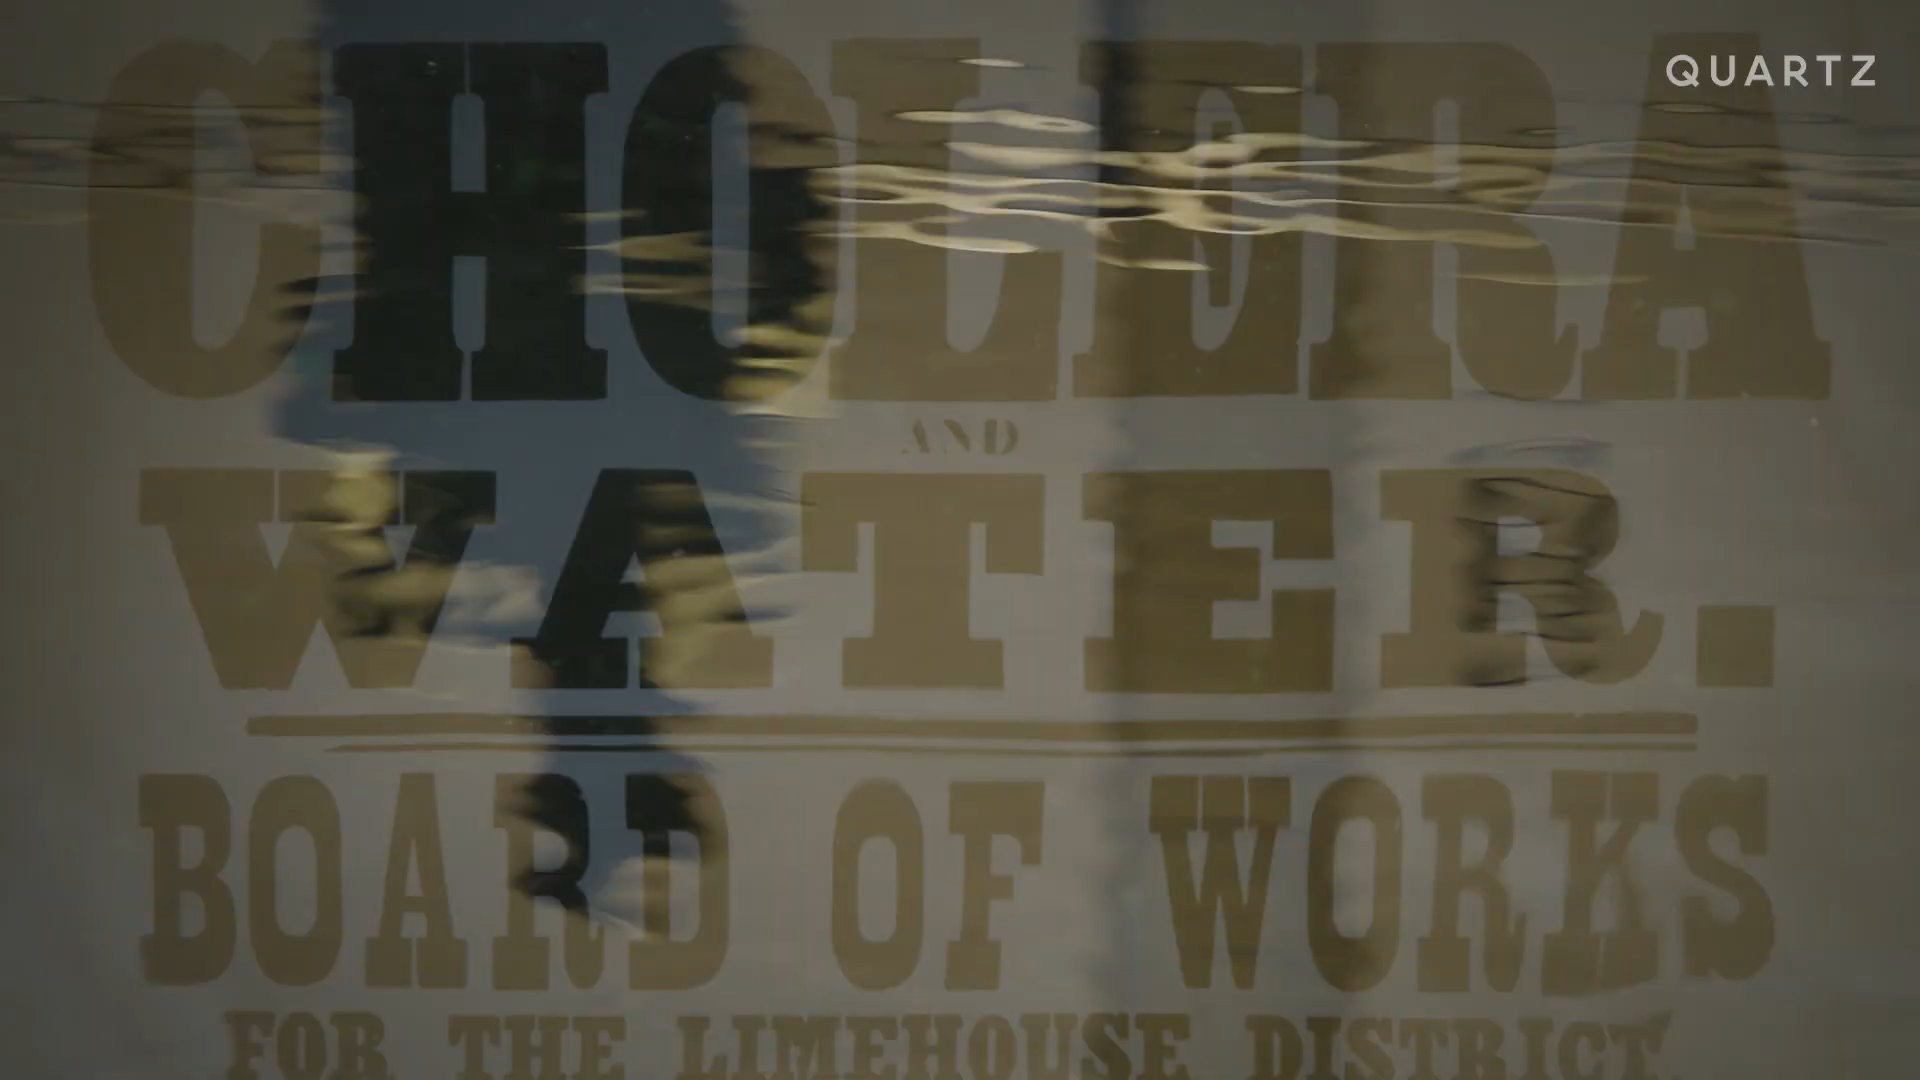 QUARTZ
CHOLERA
AND
WATER.
BOARD OF WORKS
FOR THE LIMEHOUSE DISTRICT